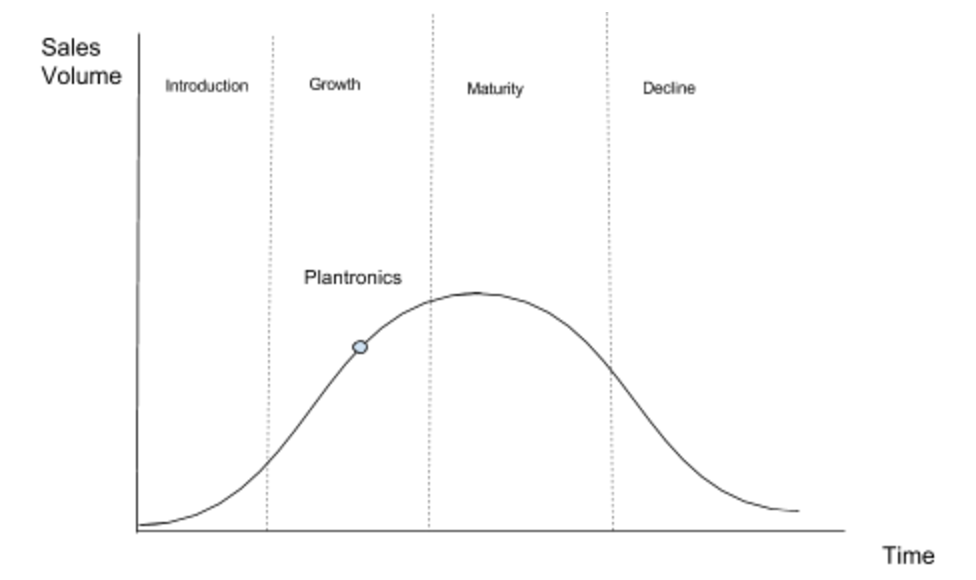 Sales
Volume
Introduction
Growth
Maturity
Decline
Plantronics
Time